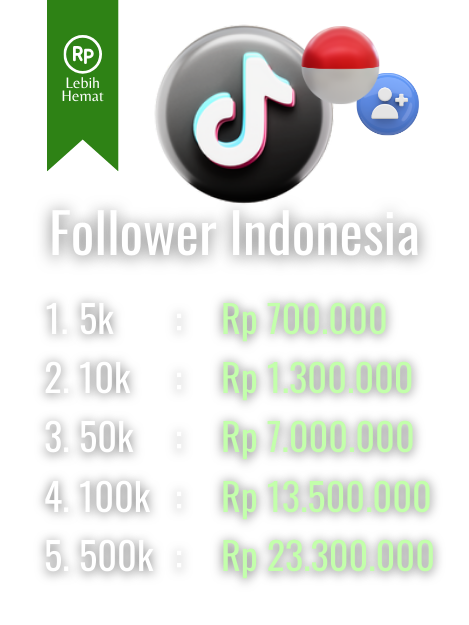 Rp
Lebih
Hemat
Follower Indonesia
1. 5k : Rp 700.000
2. 10k : Rp 1.300.000
3. 50k : Rp 7.000.000
4. 100k : Rp 13.500.000
5. 500k : Rp 23.300.000